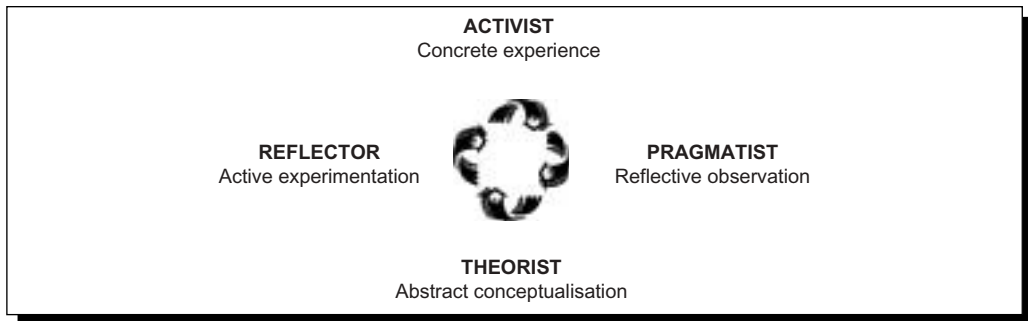 ACTIVIST
Concrete experience
REFLECTOR
Active experimentation
PRAGMATIST
Reflective observation
THEORIST
Abstract conceptualisation